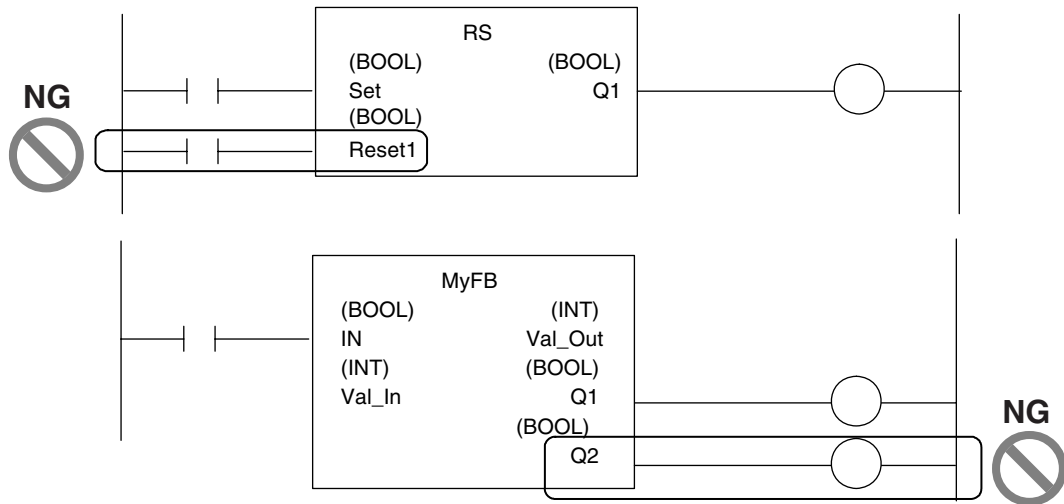 RS
(BOOL) (BOOL)
Set Q1
(BOOL)
Reset1
NG
MyFB
(BOOL) (INT)
IN Val_Out
(INT) (BOOL)
Val_In Q1
(BOOL)
Q2
NG